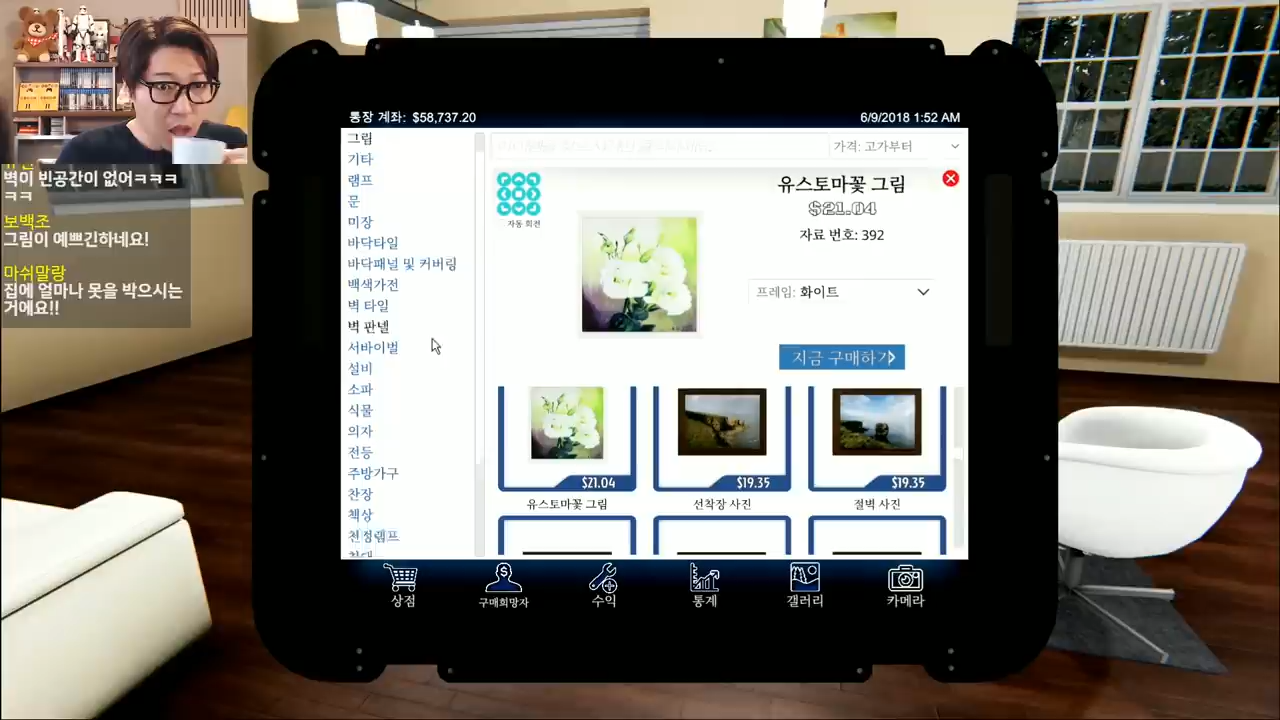 통장 계좌: $58,737.20
6/9/2018 1:52 AM
그림
기타
램프
문
미장
바닥타일
바닥패널 및 커버링
백색가전
벽 타일
벽 판넬
서바이벌
설비
소파
식물
의자
전등
주방가구
찬장
책상
천정램프
침대
가격: 고가부터
자동 회전
유스토마꽃 그림
$21.04
자료 번호: 392
프레임: 화이트
지금 구매하기
$21.04
$19.35
$19.35
유스토마꽃 그림
선착장 사진
절벽 사진
상점
구매희망자
수익
통계
갤러리
카메라
벽이 빈공간이 없어ㅋㅋㅋ
ㅋㅋ
보백조
그림이 예쁘긴하네요!
마쉬말랑
집에 얼마나 못을 박으시는
거에요!!